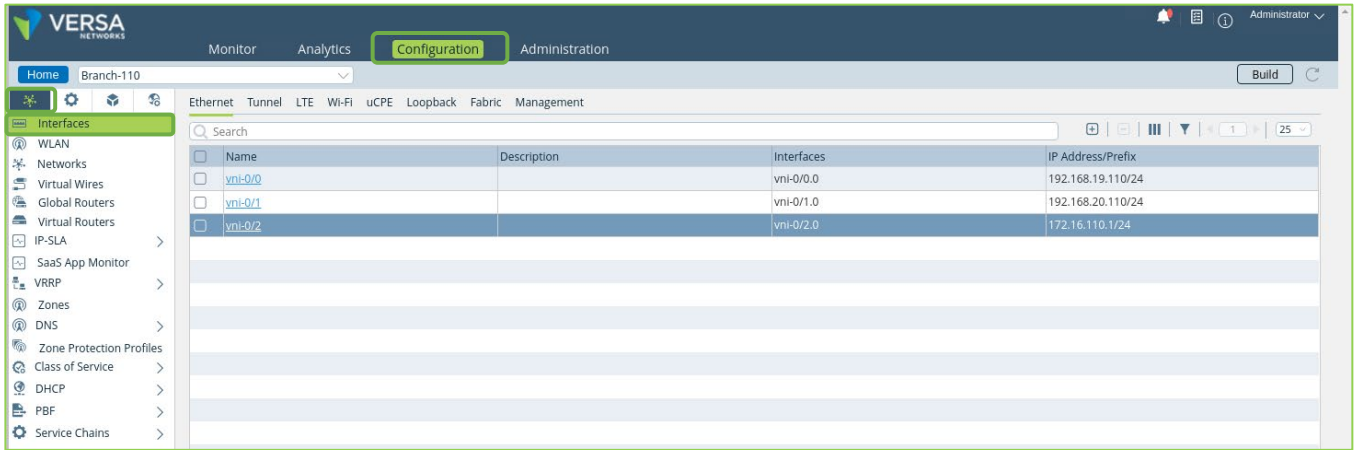 VERSA
NETWORKS
Administrator
Monitor Analytics Configuration Administration
Home Branch-110 Build
Ethernet Tunnel LTE Wi-Fi uCPE Loopback Fabric Management
Interfaces
WLAN
Networks
Virtual Wires
Global Routers
Virtual Routers
IP-SLA
SaaS App Monitor
VRRP
Zones
DNS
Zone Protection Profiles
Class of Service
DHCP
PBF
Service Chains
Search 1 25
Name Description Interfaces IP Address/Prefix
vni-0/0 vni-0/0.0 192.168.19.110/24
vni-0/1 vni-0/1.0 192.168.20.110/24
vni-0/2 vni-0/2.0 172.16.110.1/24